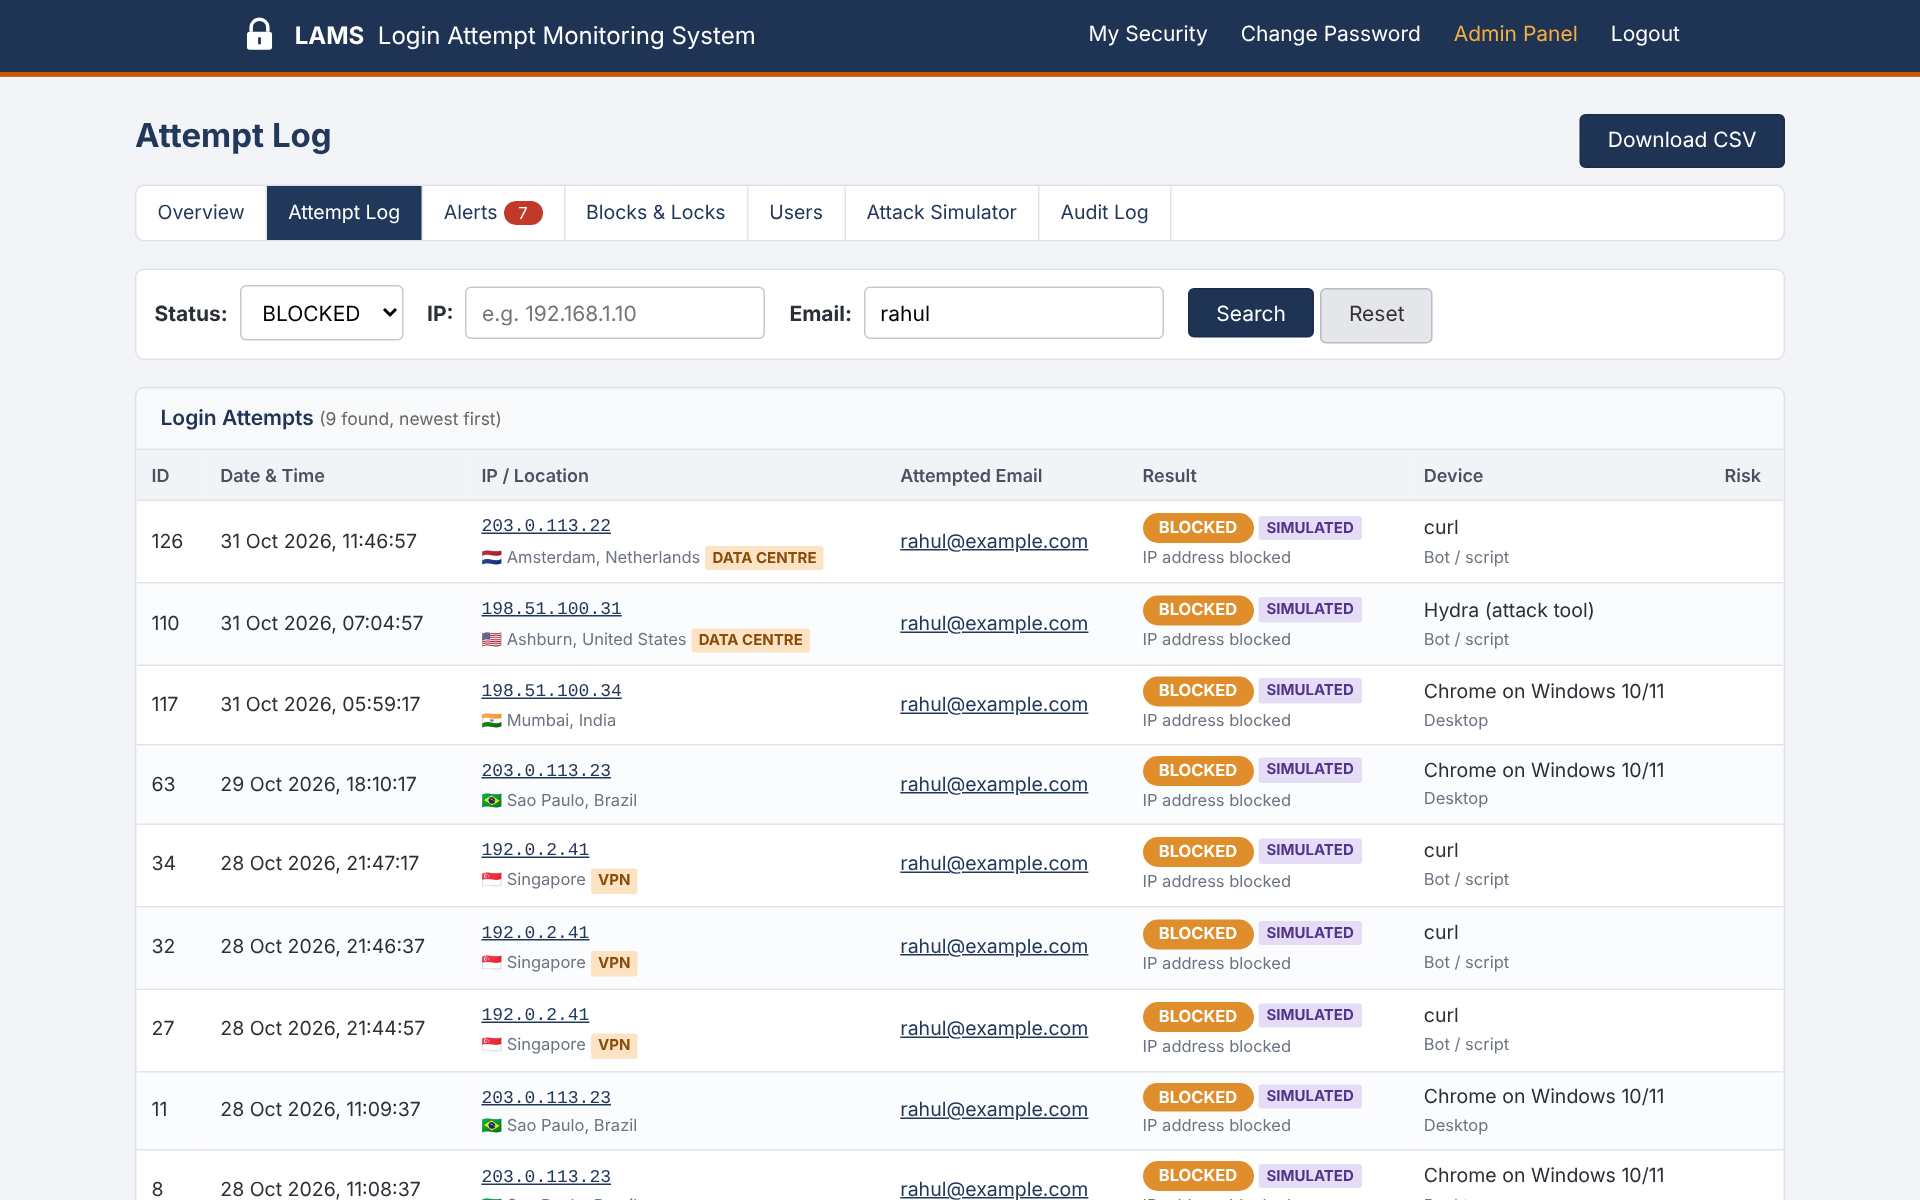 LAMS Login Attempt Monitoring System My Security Change Password Admin Panel Logout
Attempt Log Download CSV
Overview Attempt Log Alerts 7 Blocks & Locks Users Attack Simulator Audit Log
Status: BLOCKED IP: e.g. 192.168.1.10 Email: rahul Search Reset
Login Attempts (9 found, newest first)
ID Date & Time IP / Location Attempted Email Result Device Risk
126 31 Oct 2026, 11:46:57 203.0.113.22 rahul@example.com BLOCKED SIMULATED curl
Amsterdam, Netherlands DATA CENTRE IP address blocked Bot / script
110 31 Oct 2026, 07:04:57 198.51.100.31 rahul@example.com BLOCKED SIMULATED Hydra (attack tool)
Ashburn, United States DATA CENTRE IP address blocked Bot / script
117 31 Oct 2026, 05:59:17 198.51.100.34 rahul@example.com BLOCKED SIMULATED Chrome on Windows 10/11
Mumbai, India IP address blocked Desktop
63 29 Oct 2026, 18:10:17 203.0.113.23 rahul@example.com BLOCKED SIMULATED Chrome on Windows 10/11
Sao Paulo, Brazil IP address blocked Desktop
34 28 Oct 2026, 21:47:17 192.0.2.41 rahul@example.com BLOCKED SIMULATED curl
Singapore VPN IP address blocked Bot / script
32 28 Oct 2026, 21:46:37 192.0.2.41 rahul@example.com BLOCKED SIMULATED curl
Singapore VPN IP address blocked Bot / script
27 28 Oct 2026, 21:44:57 192.0.2.41 rahul@example.com BLOCKED SIMULATED curl
Singapore VPN IP address blocked Bot / script
11 28 Oct 2026, 11:09:37 203.0.113.23 rahul@example.com BLOCKED SIMULATED Chrome on Windows 10/11
Sao Paulo, Brazil IP address blocked Desktop
8 28 Oct 2026, 11:08:37 203.0.113.23 rahul@example.com BLOCKED SIMULATED Chrome on Windows 10/11